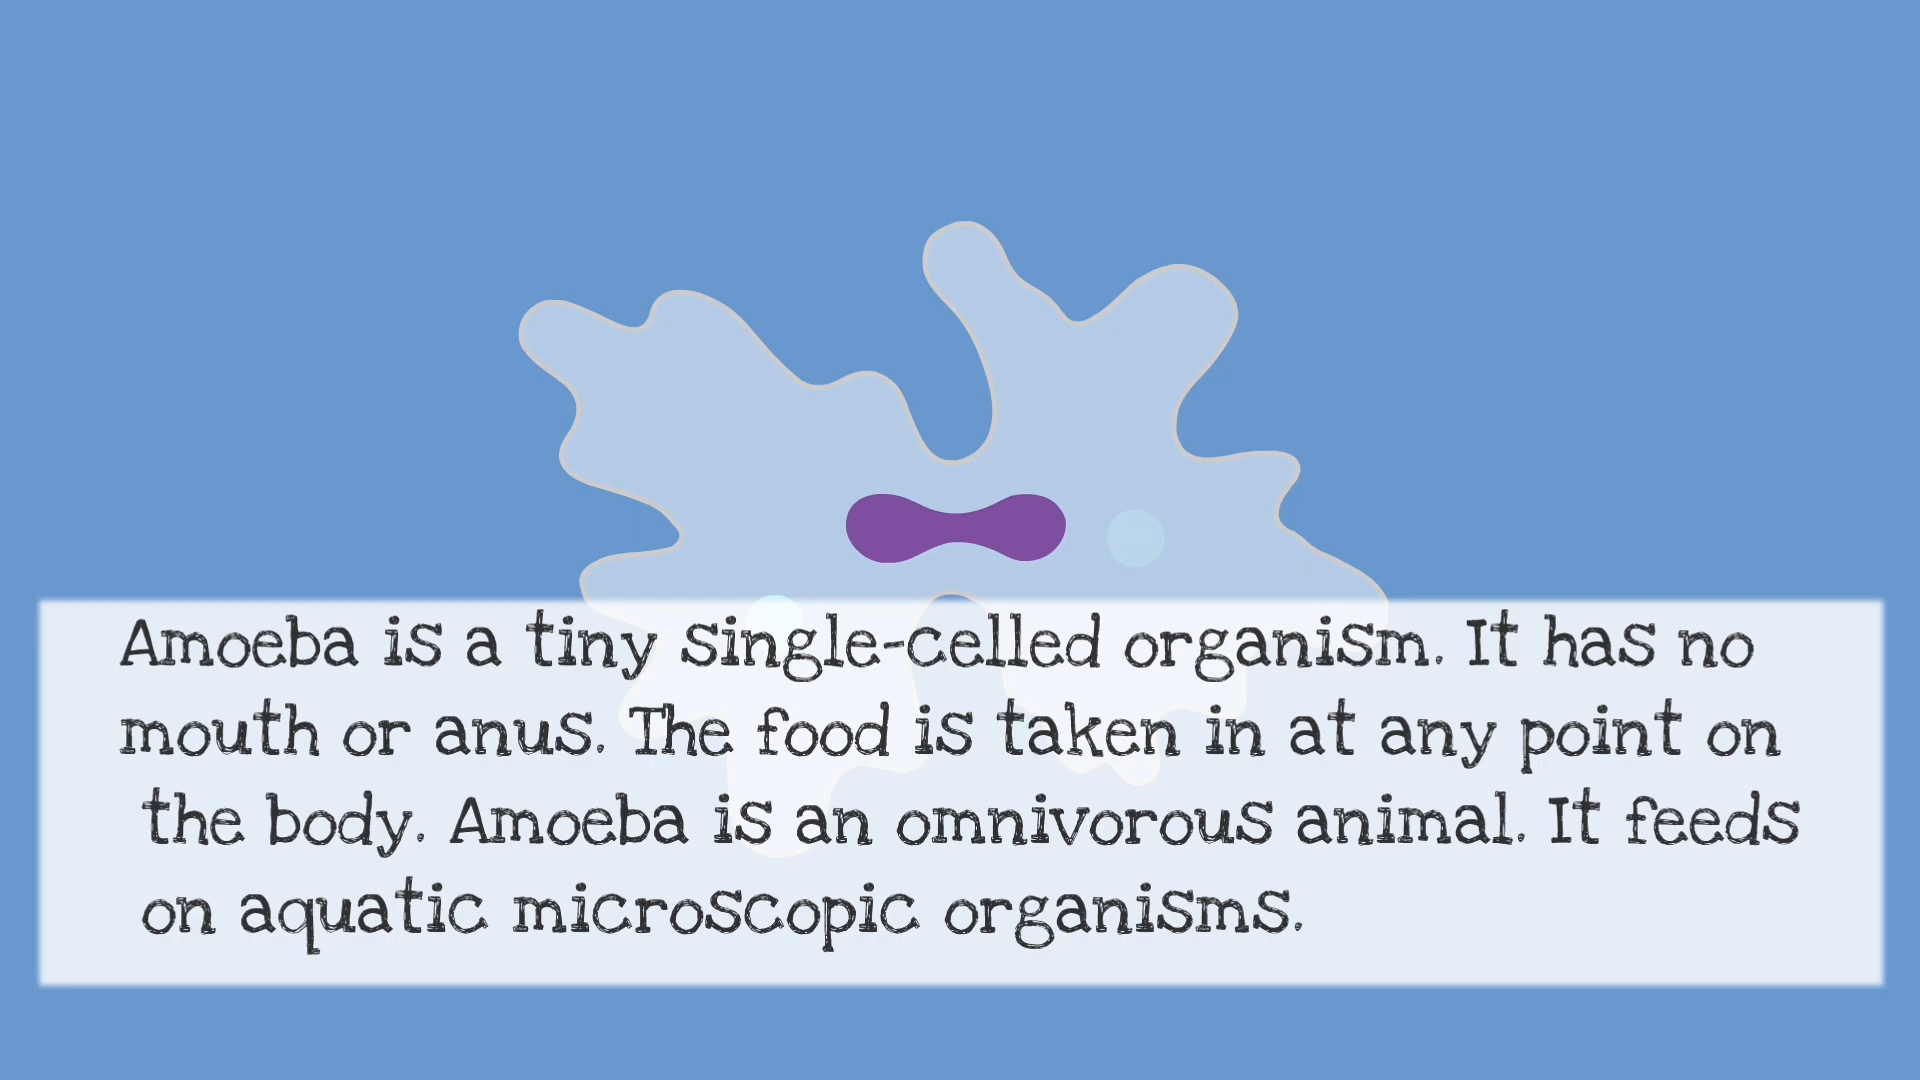 Amoeba is a tiny single-celled organism. It has no
mouth or anus. The food is taken in at any point on
the body. Amoeba is an omnivorous animal. It feeds
on aquatic microscopic organisms.